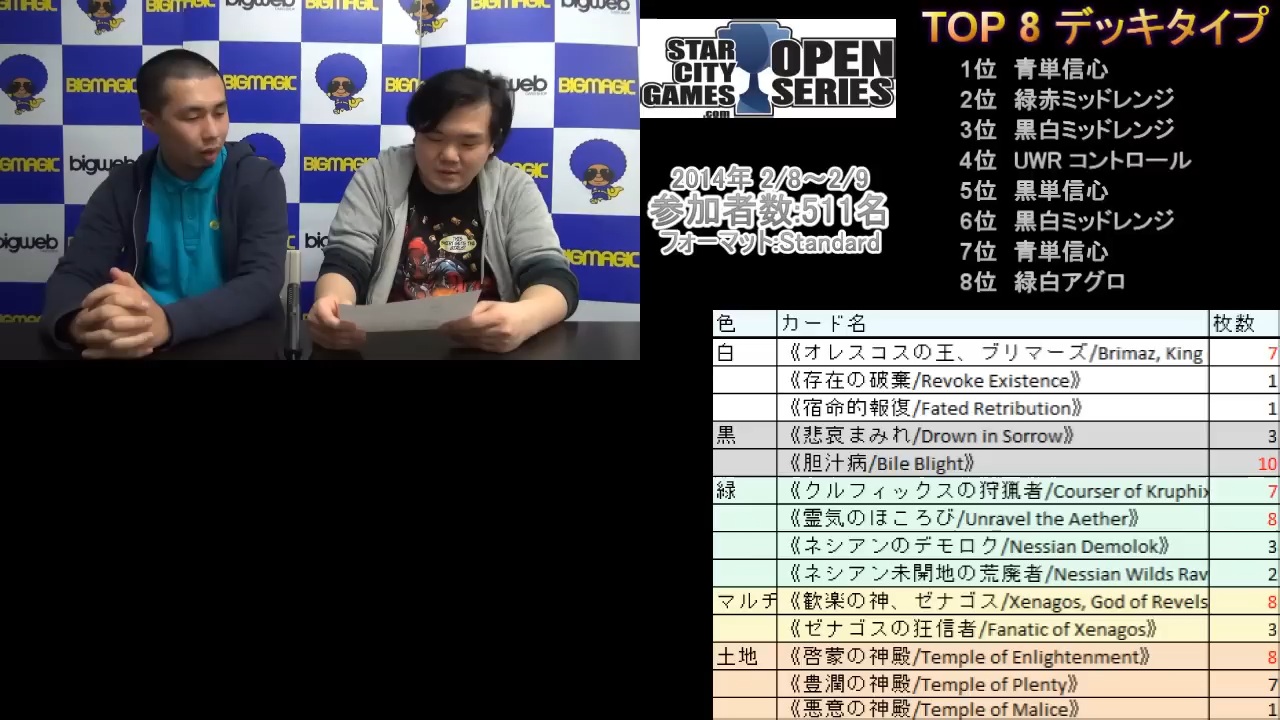 BIGMAGIC
bigweb
STAR
CITY
GAMES
.com
OPEN
SERIES
2014年 2/8～2/9
参加者数:511名
フォーマット:Standard
TOP 8 デッキタイプ
1位 青単信心
2位 緑赤ミッドレンジ
3位 黒白ミッドレンジ
4位 UWR コントロール
5位 黒単信心
6位 黒白ミッドレンジ
7位 青単信心
8位 緑白アグロ
色 カード名 枚数
白 《オレスコスの王、ブリマーズ/Brimaz, King 7
《存在の破棄/Revoke Existence》 1
《宿命的報復/Fated Retribution》 1
黒 《悲哀まみれ/Drown in Sorrow》 3
《胆汁病/Bile Blight》 10
緑 《クルフィックスの狩猟者/Courser of Kruphix 7
《霊気のほころび/Unravel the Aether》 8
《ネシアンのデモロク/Nessian Demolok》 3
《ネシアン未開地の荒廃者/Nessian Wilds Rav 2
マルチ 《歓楽の神、ゼナゴス/Xenagos, God of Revels 8
《ゼナゴスの狂信者/Fanatic of Xenagos》 3
土地 《啓蒙の神殿/Temple of Enlightenment》 8
《豊潤の神殿/Temple of Plenty》 7
《悪意の神殿/Temple of Malice》 1